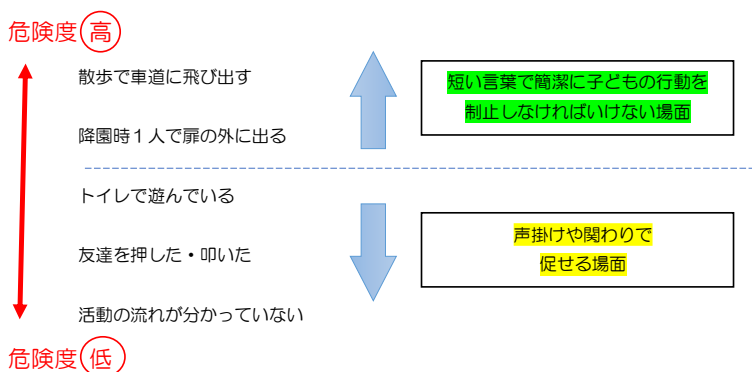 危険度高
散歩で車道に飛び出す
短い言葉で簡潔に子どもの行動を
制止しなければいけない場面
降園時1人で扉の外に出る
トイレで遊んでいる
友達を押した・叩いた
声掛けや関わりで
促せる場面
活動の流れが分かっていない
危険度低